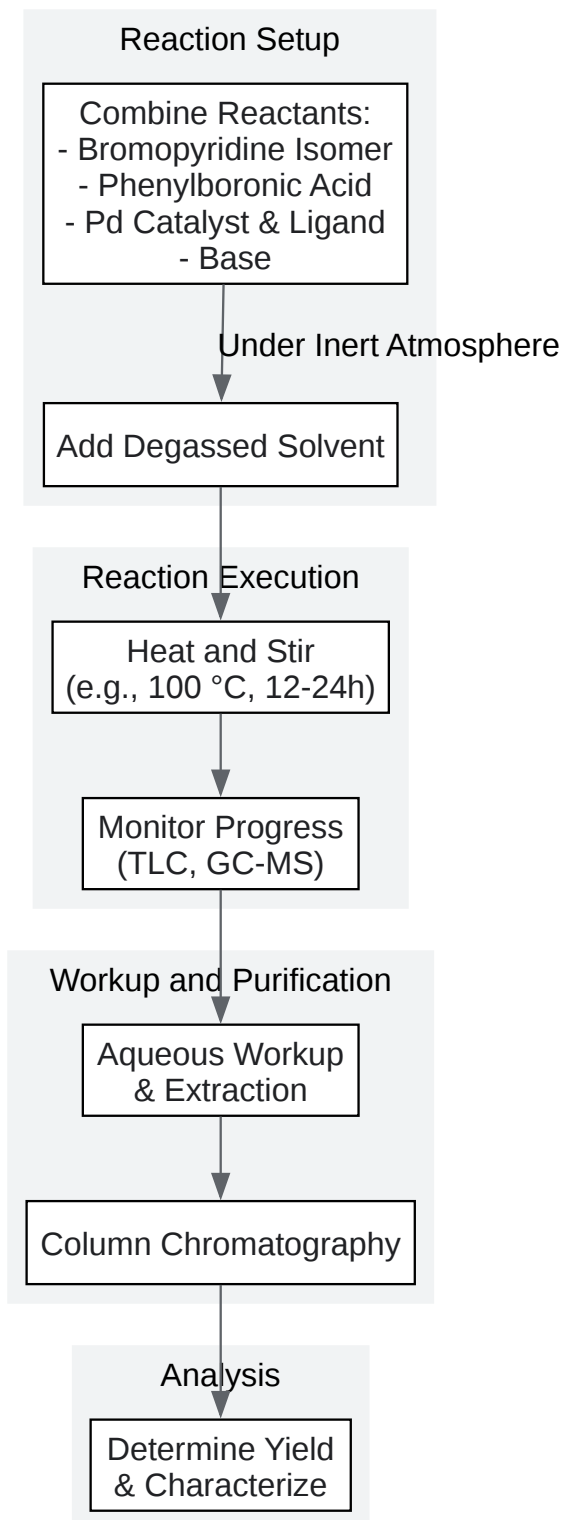 Reaction Setup
Combine Reactants:
- Bromopyridine Isomer
- Phenylboronic Acid
- Pd Catalyst & Ligand
- Base
Under Inert Atmosphere
Add Degassed Solvent
Reaction Execution
Heat and Stir
(e.g., 100 °C, 12-24h)
Monitor Progress
(TLC, GC-MS)
Workup and Purification
Aqueous Workup
& Extraction
Column Chromatography
Analysis
Determine Yield
& Characterize